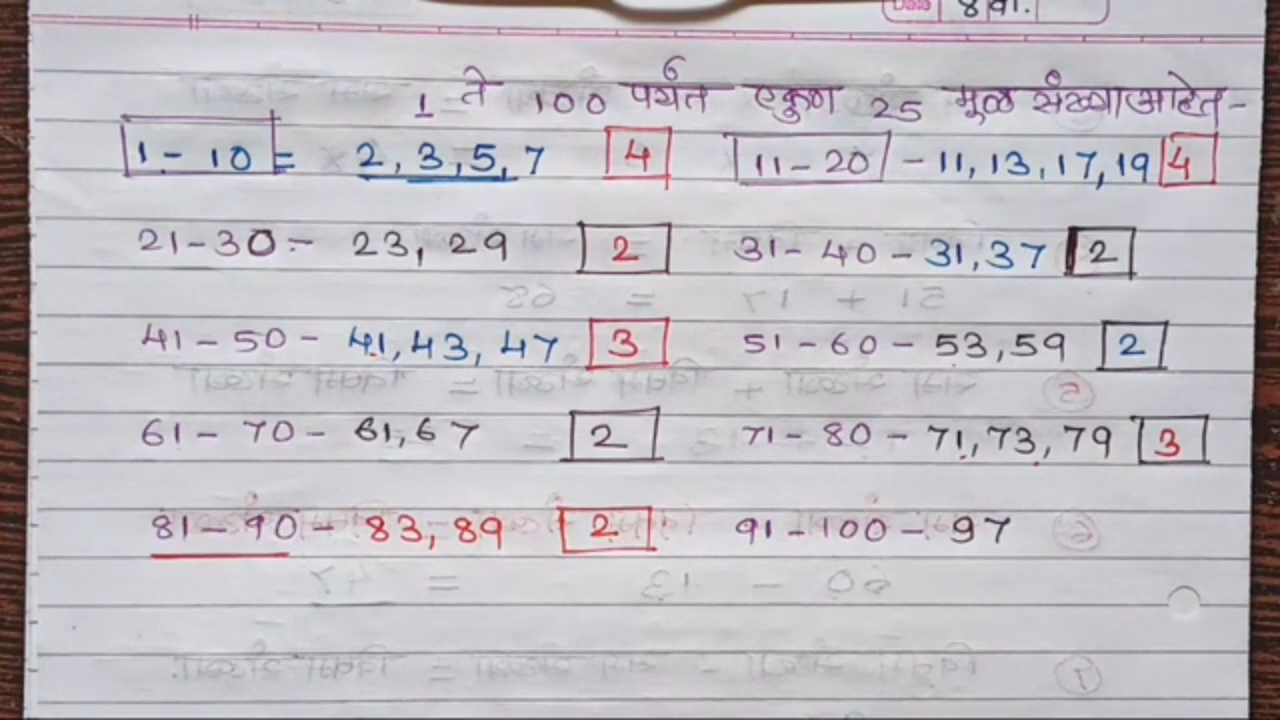 Date 8 वा.
1 ते 100 पर्यंत एकुण 25 मूळ संख्या आहेत-
1 - 10 = 2, 3, 5, 7 4 11 - 20 - 11, 13, 17, 19 4
21 - 30 :- 23, 29 2 31 - 40 - 31, 37 2
41 - 50 - 41, 43, 47 3 51 - 60 - 53, 59 2
61 - 70 - 61, 67 2 71 - 80 - 71, 73, 79 3
81 - 90 - 83, 89 2 91 - 100 - 97